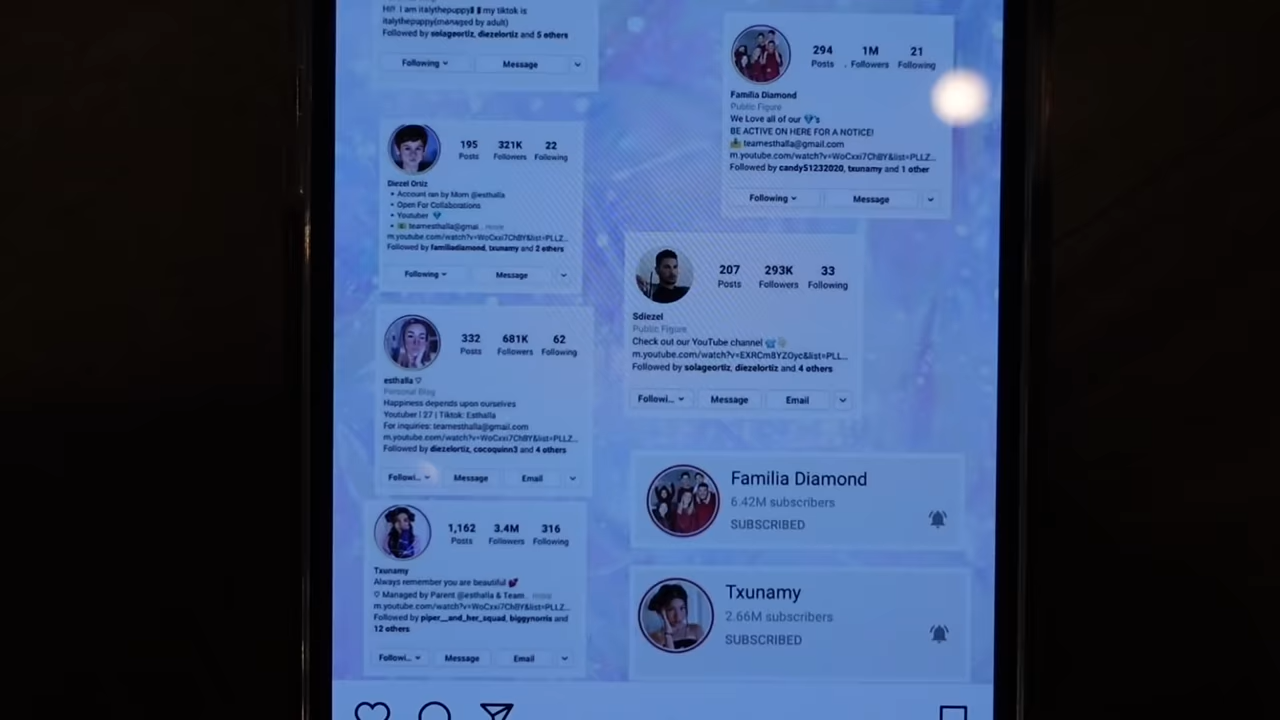 Hi!! I am italythepuppy my tiktok is
italythepuppy(managed by adult)
Followed by solageortiz, diezelortiz and 5 others
Following
Message
195 321K 22
Posts Followers Following
Diezel Ortiz
• Account ran by Mom @esthalla
• Open For Collaborations
• Youtuber
• teamesthalla@gmai.. more
m.youtube.com/watch?v=WoCxxi7ChBY&list=PLLZ...
Followed by familiadiamond, txunamy and 2 others
Following
Message
332 681K 62
Posts Followers Following
esthalla ♡
Personal Blog
Happiness depends upon ourselves
Youtuber | 27 | Tiktok: Esthalla
For inquiries: teamesthalla@gmail.com
m.youtube.com/watch?v=WoCxxi7ChBY&list=PLLZ...
Followed by diezelortiz, cocoquinn3 and 4 others
Followi...
Message
Email
1,162 3.4M 316
Posts Followers Following
Txunamy
Always remember you are beautiful
Managed by Parent @esthalla & Team.. more
m.youtube.com/watch?v=WoCxxi7ChBY&list=PLLZ...
Followed by piper__and_her_squad, biggynorris and
12 others
Followi...
Message
Email
294 1M 21
Posts Followers Following
Familia Diamond
Public Figure
We Love all of our 💎's
BE ACTIVE ON HERE FOR A NOTICE!
teamesthalla@gmail.com
m.youtube.com/watch?v=WoCxxi7ChBY&list=PLLZ...
Followed by candy51232020, txunamy and 1 other
Following
Message
207 293K 33
Posts Followers Following
Sdiezel
Public Figure
Check out our YouTube channel
m.youtube.com/watch?v=EXRCm8YZOyc&list=PLL...
Followed by solageortiz, diezelortiz and 4 others
Followi...
Message
Email
Familia Diamond
6.42M subscribers
SUBSCRIBED
Txunamy
2.66M subscribers
SUBSCRIBED